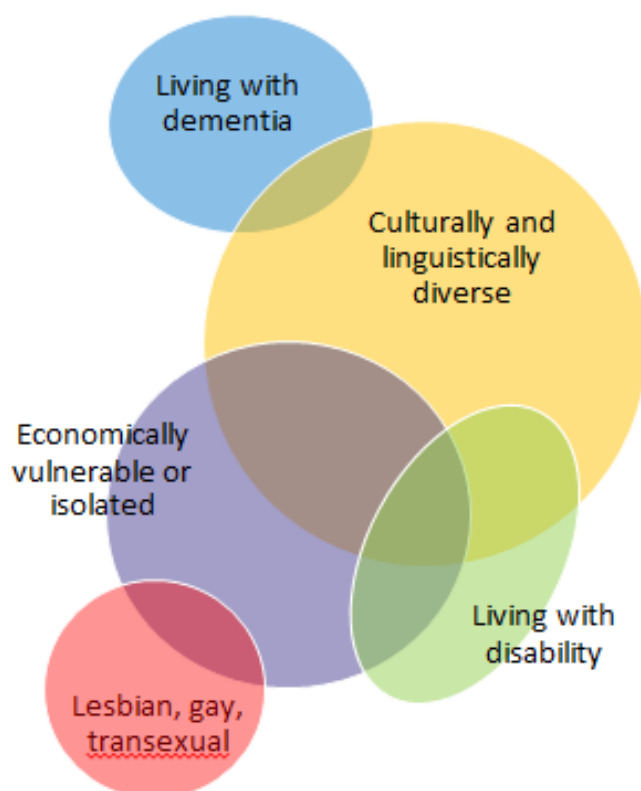 Living with
dementia
Culturally and
linguistically
diverse
Economically
vulnerable or
isolated
Living with
disability
Lesbian, gay,
transexual